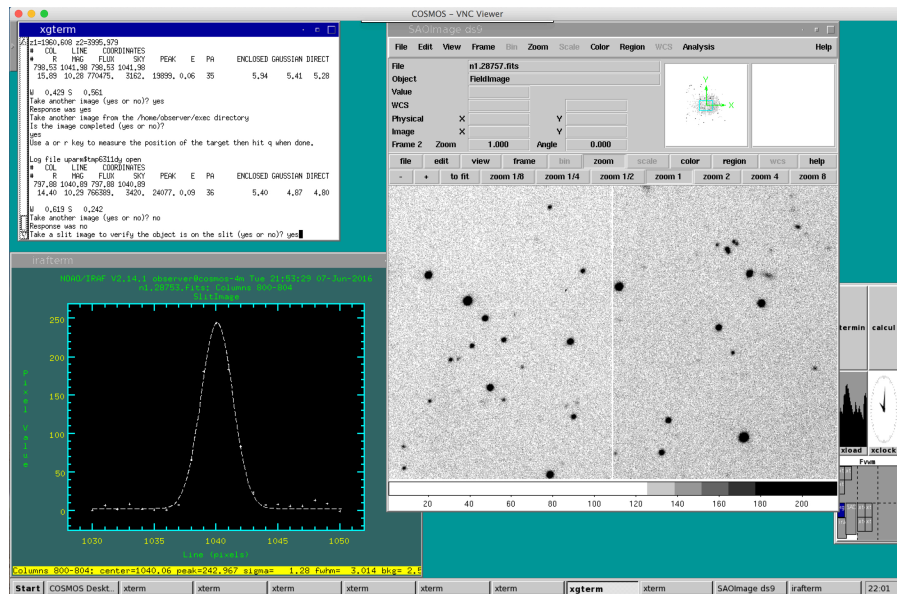 COSMOS - VNC Viewer
xgterm
z1=1960,608 z2=3995,979
# COL LINE COORDINATES
# R MAG FLUX SKY PEAK E PA ENCLOSED GAUSSIAN DIRECT
798.53 1041.98 798.53 1041.98
15.89 10.28 770475. 3162. 19899. 0.06 35 5.94 5.41 5.28
W 0.429 S 0.561
Take another image (yes or no)? yes
Response was yes
Take another image from the /home/observer/exec directory
Is the image completed (yes or no)?
yes
Use a or r key to measure the position of the target then hit q when done.
Log file uparm$tmp6311dy open
# COL LINE COORDINATES
# R MAG FLUX SKY PEAK E PA ENCLOSED GAUSSIAN DIRECT
797.88 1040.89 797.88 1040.89
14.40 10.29 766389. 3420. 24077. 0.09 36 5.40 4.87 4.80
W 0.619 S 0.242
Take another image (yes or no)? no
Response was no
Take a slit image to verify the object is on the slit (yes or no)? yes
SAOImage ds9
File Edit View Frame Bin Zoom Scale Color Region WCS Analysis Help
File n1.28757.fits
Object FieldImage
Value
WCS
Physical X Y
Image X Y
Frame 2 Zoom 1.000 Angle 0.000
Y
X
file edit view frame bin zoom scale color region wcs help
- + to fit zoom 1/8 zoom 1/4 zoom 1/2 zoom 1 zoom 2 zoom 4 zoom 8
20 40 60 80 100 120 140 160 180 200
irafterm
NOAO/IRAF V2.14.1 observer@cosmos-4m Tue 21:53:29 07-Jun-2016
n1.28753.fits: Columns 800-804
SlitImage
Pixel Value
250
200
150
100
50
0
1030 1035 1040 1045 1050
Line (pixels)
Columns 800-804: center=1040.06 peak=242.967 sigma= 1.28 fwhm= 3.014 bkg= 2.5
termin calcul
xload xclock
Fvwm
Start COSMOS Deskt... xterm xterm xterm xterm xterm xterm xgterm xterm SAOImage ds9 irafterm 22:01